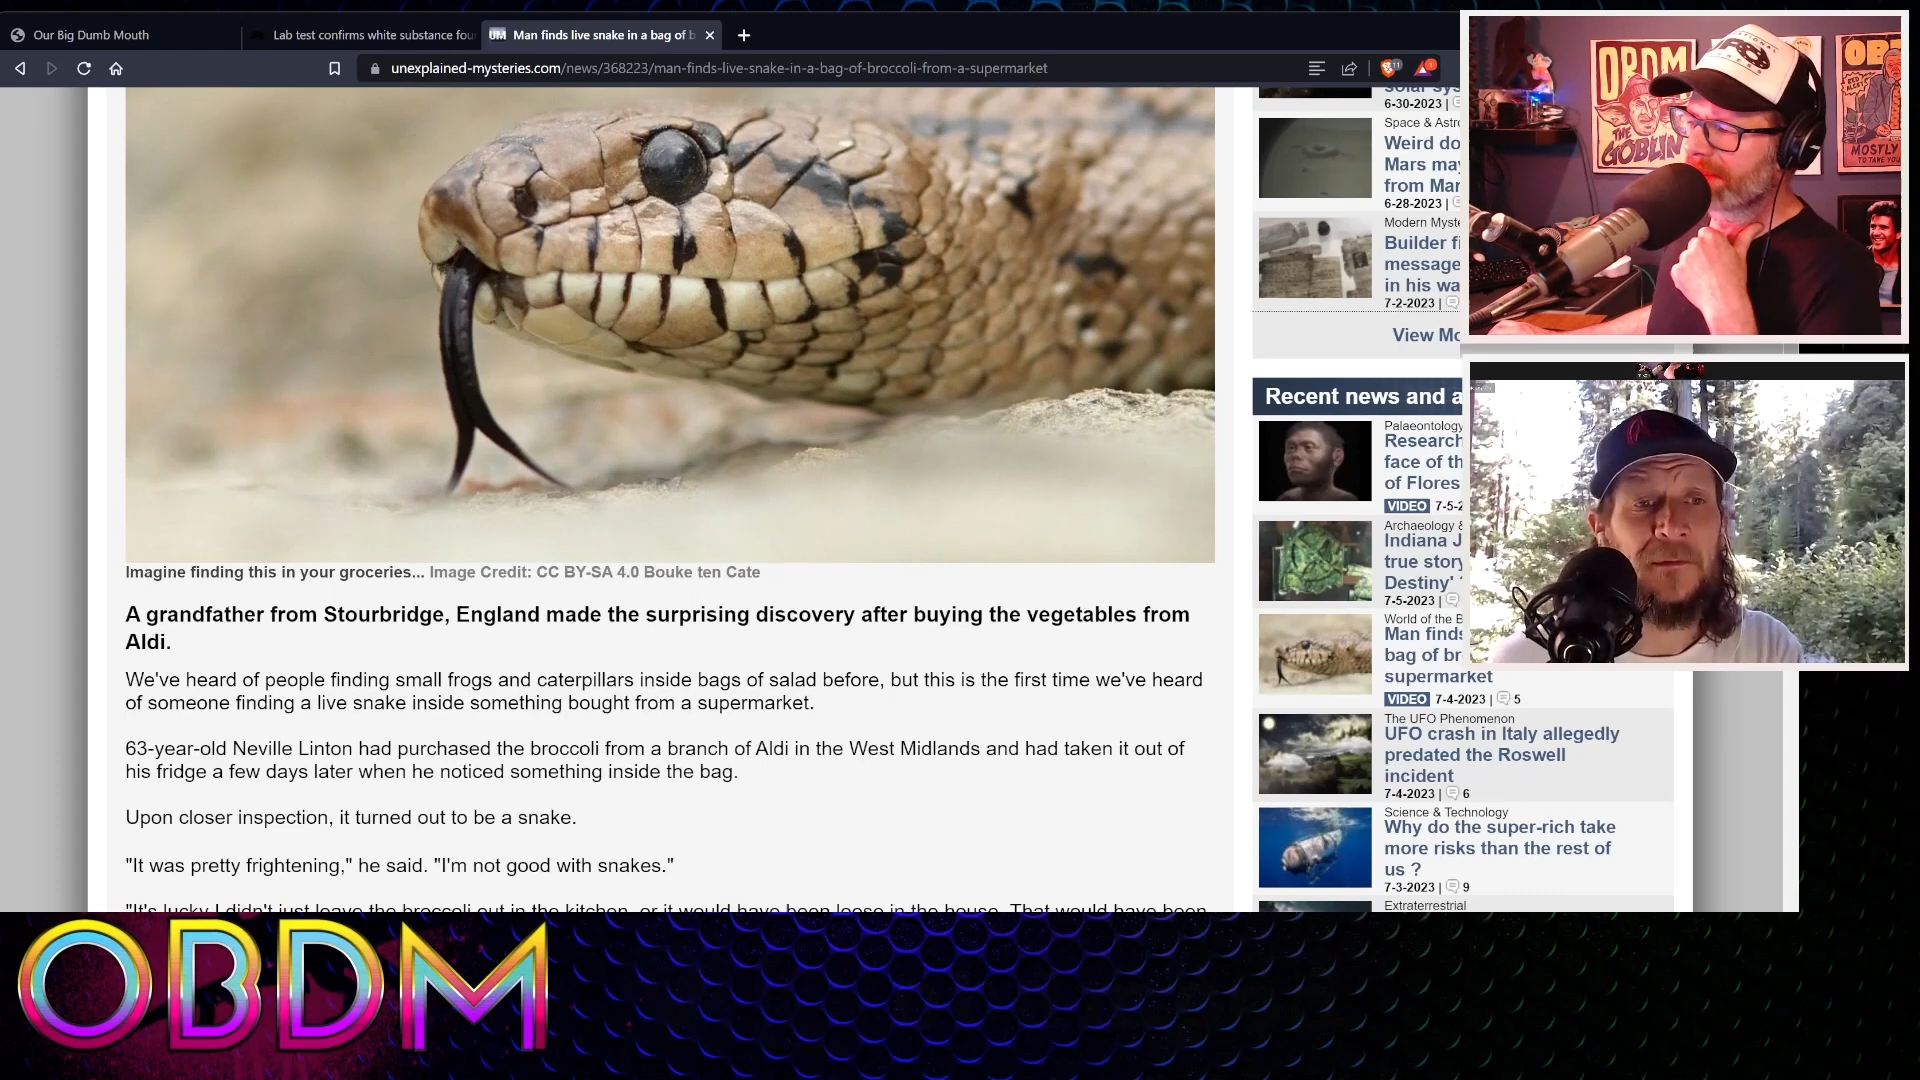 Our Big Dumb Mouth
Lab test confirms white substance fou
UM Man finds live snake in a bag of b
unexplained-mysteries.com/news/368223/man-finds-live-snake-in-a-bag-of-broccoli-from-a-supermarket
Imagine finding this in your groceries... Image Credit: CC BY-SA 4.0 Bouke ten Cate
A grandfather from Stourbridge, England made the surprising discovery after buying the vegetables from
Aldi.
We've heard of people finding small frogs and caterpillars inside bags of salad before, but this is the first time we've heard
of someone finding a live snake inside something bought from a supermarket.
63-year-old Neville Linton had purchased the broccoli from a branch of Aldi in the West Midlands and had taken it out of
his fridge a few days later when he noticed something inside the bag.
Upon closer inspection, it turned out to be a snake.
"It was pretty frightening," he said. "I'm not good with snakes."
"It's lucky I didn't just leave the broccoli out in the kitchen, or it would have been loose in the house. That would have been
solar sys
6-30-2023 |
Space & Astro
Weird do
Mars may
from Mar
6-28-2023 |
Modern Myste
Builder fi
message
in his wa
7-2-2023 |
View Mo
Recent news and a
Palaeontology
Research
face of th
of Flores
VIDEO 7-5-2
Archaeology &
Indiana J
true story
Destiny' ?
7-5-2023 |
World of the B
Man finds
bag of br
supermarket
VIDEO 7-4-2023 | 5
The UFO Phenomenon
UFO crash in Italy allegedly
predated the Roswell
incident
7-4-2023 | 6
Science & Technology
Why do the super-rich take
more risks than the rest of
us ?
7-3-2023 | 9
Extraterrestrial
OBDM
THE
GOBLIN
OBD
MOSTLY
TO TAKE YOU
OBDM